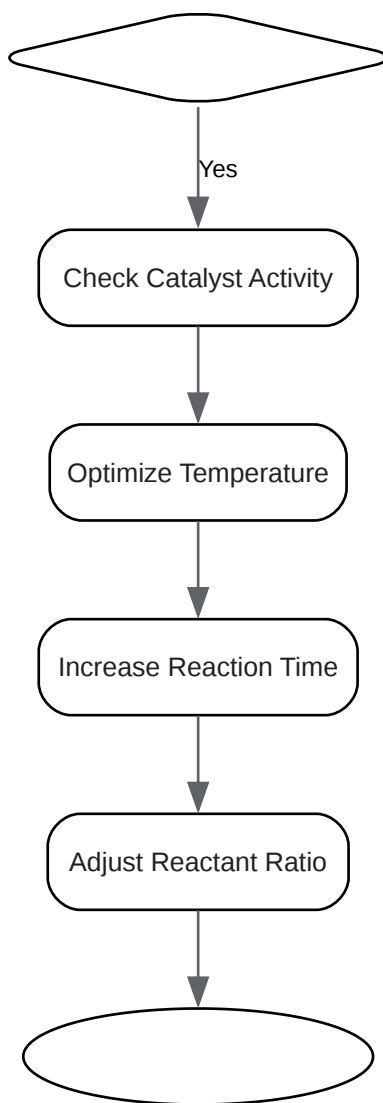 Yes
Check Catalyst Activity
Optimize Temperature
Increase Reaction Time
Adjust Reactant Ratio